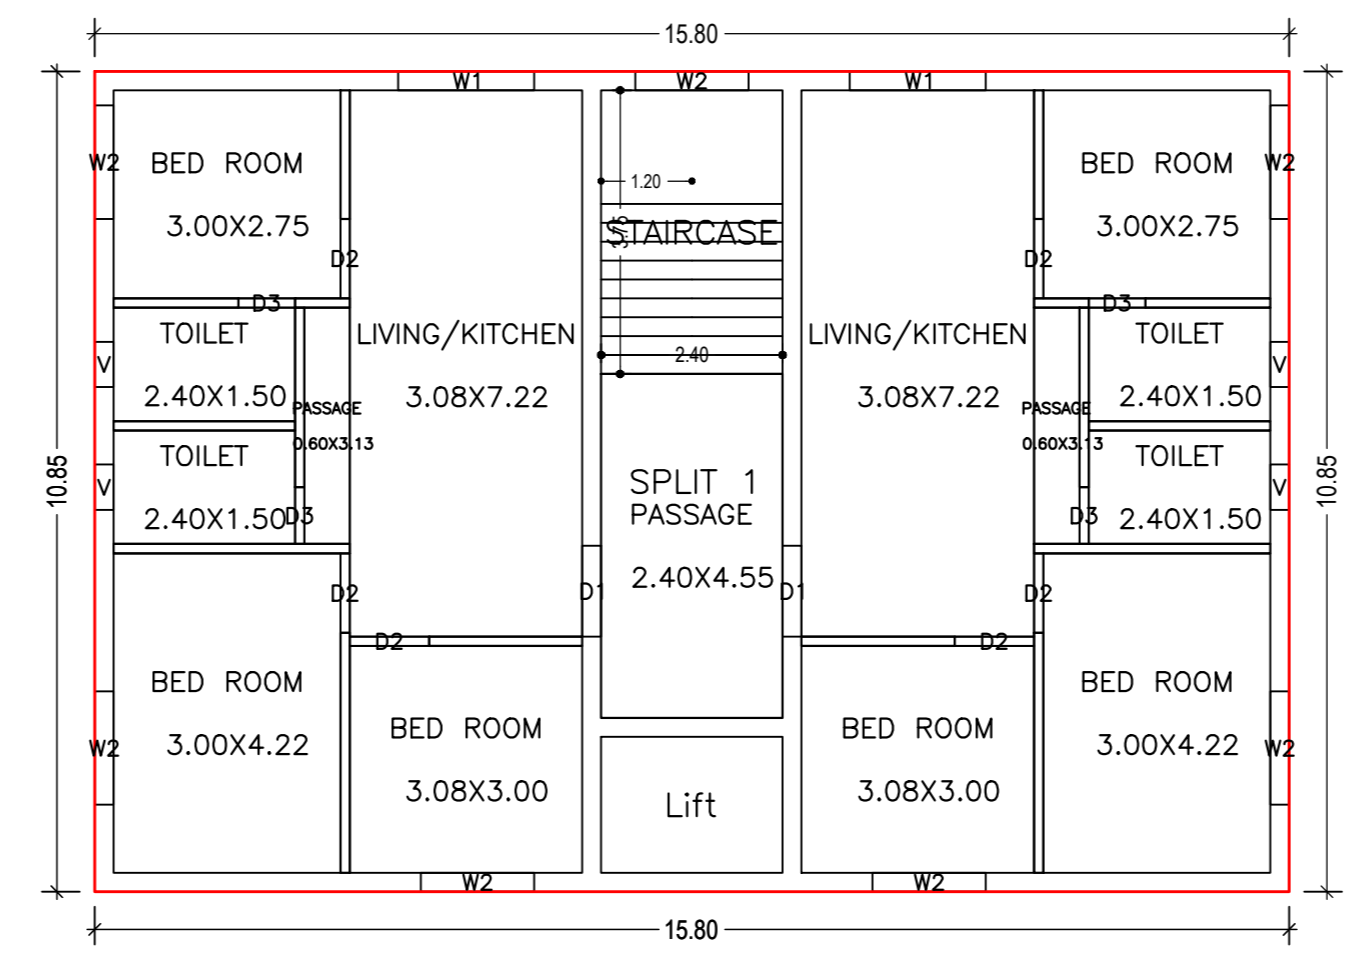 15.80
W1
W2
W1
W2
BED ROOM
3.00X2.75
1.20
BED ROOM
3.00X2.75
W2
STAIRCASE
3.75
D2
D2
D3
D3
TOILET
2.40X1.50
V
LIVING/KITCHEN
3.08X7.22
2.40
LIVING/KITCHEN
3.08X7.22
TOILET
2.40X1.50
V
PASSAGE
0.60X3.13
PASSAGE
0.60X3.13
10.85
TOILET
2.40X1.50
V
D3
SPLIT 1
PASSAGE
2.40X4.55
D3
TOILET
2.40X1.50
V
10.85
D2
D1
D1
D2
D2
D2
BED ROOM
3.00X4.22
W2
BED ROOM
3.08X3.00
Lift
BED ROOM
3.08X3.00
BED ROOM
3.00X4.22
W2
W2
W2
15.80